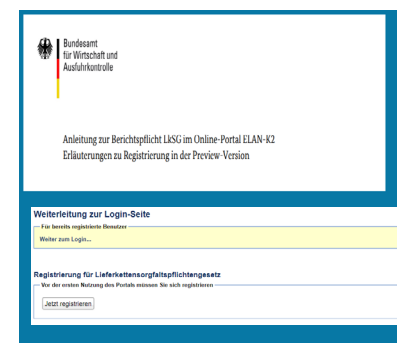 Bundesamt
für Wirtschaft und
Ausfuhrkontrolle
Anleitung zur Berichtspflicht LkSG im Online-Portal ELAN-K2
Erläuterungen zu Registrierung in der Preview-Version
Weiterleitung zur Login-Seite
Für bereits registrierte Benutzer
Weiter zum Login...
Registrierung für Lieferkettensorgfaltspflichtengesetz
Vor der ersten Nutzung des Portals müssen Sie sich registrieren
Jetzt registrieren